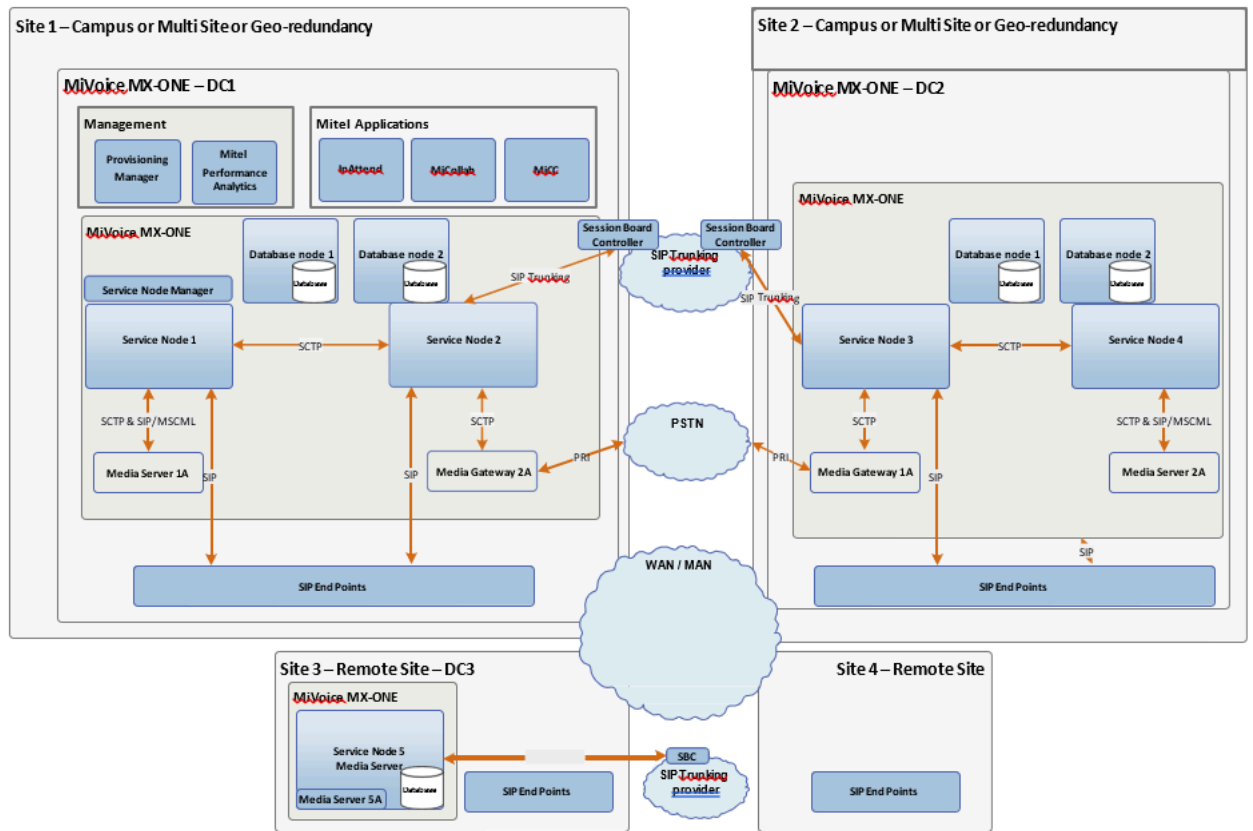 Site 1 – Campus or Multi Site or Geo-redundancy
MiVoice MX-ONE – DC1
Management
Provisioning
Manager
Mitel
Performance
Analytics
Mitel Applications
InAttend
MiCollab
MiCC
MiVoice MX-ONE
Service Node Manager
Database node 1
Database
Database node 2
Database
Service Node 1
SCTP
Service Node 2
SIP Trunking
SCTP & SIP/MSCML
Media Server 1A
SIP
SIP
SCTP
Media Gateway 2A
PRI
SIP End Points
Session Board
Controller
Session Board
Controller
SIP Trunking
provider
PSTN
WAN / MAN
Site 2 – Campus or Multi Site or Geo-redundancy
MiVoice MX-ONE – DC2
MiVoice MX-ONE
Database node 1
Database
Database node 2
Database
SIP Trunking
Service Node 3
SCTP
Service Node 4
SCTP
SCTP & SIP/MSCML
PRI
Media Gateway 1A
SIP
Media Server 2A
SIP
SIP End Points
Site 3 – Remote Site – DC3
MiVoice MX-ONE
Service Node 5
Media Server
Database
Media Server 5A
SIP End Points
SBC
SIP Trunking
provider
Site 4 – Remote Site
SIP End Points